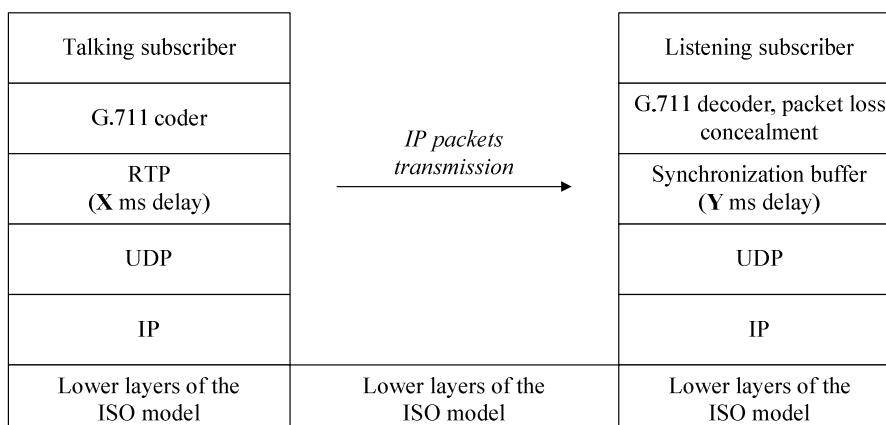 Talking subscriber
G.711 coder
RTP
(X ms delay)
UDP
IP
Lower layers of the
ISO model
IP packets
transmission
Lower layers of the
ISO model
Listening subscriber
G.711 decoder, packet loss
concealment
Synchronization buffer
(Y ms delay)
UDP
IP
Lower layers of the
ISO model